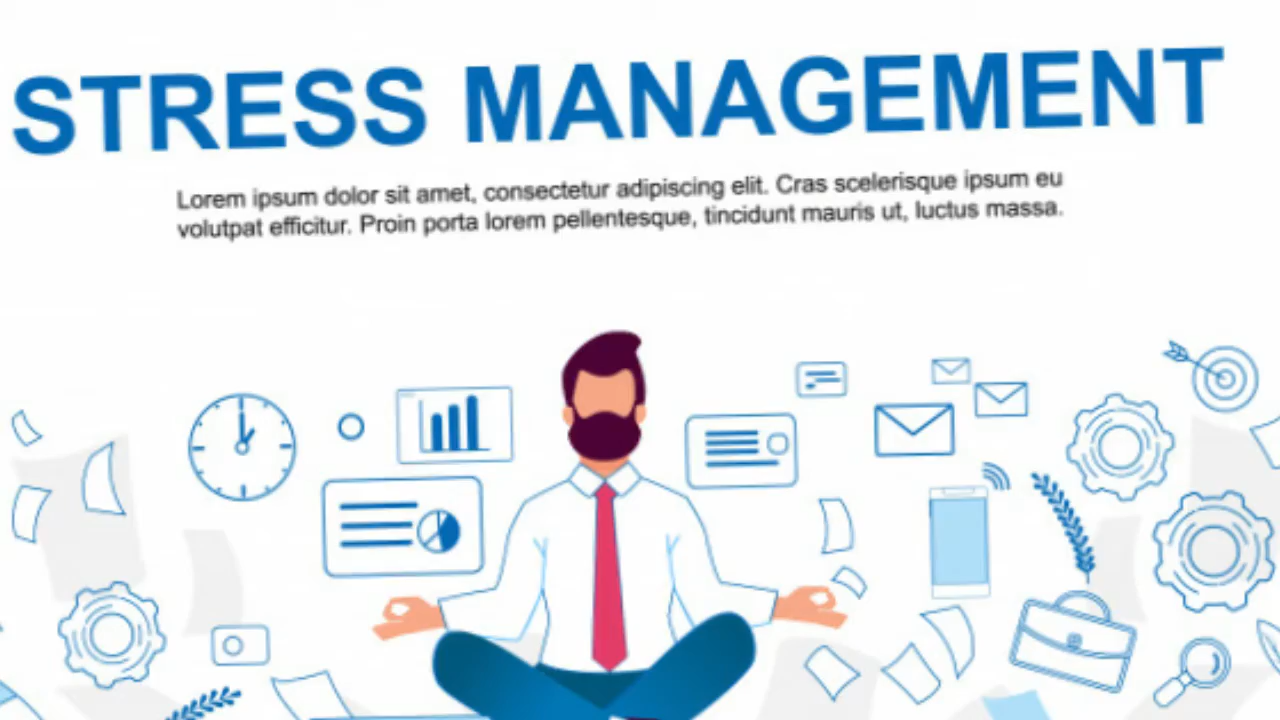 STRESS MANAGEMENT
Lorem ipsum dolor sit amet, consectetur adipiscing elit. Cras scelerisque ipsum eu
volutpat efficitur. Proin porta lorem pellentesque, tincidunt mauris ut, luctus massa.